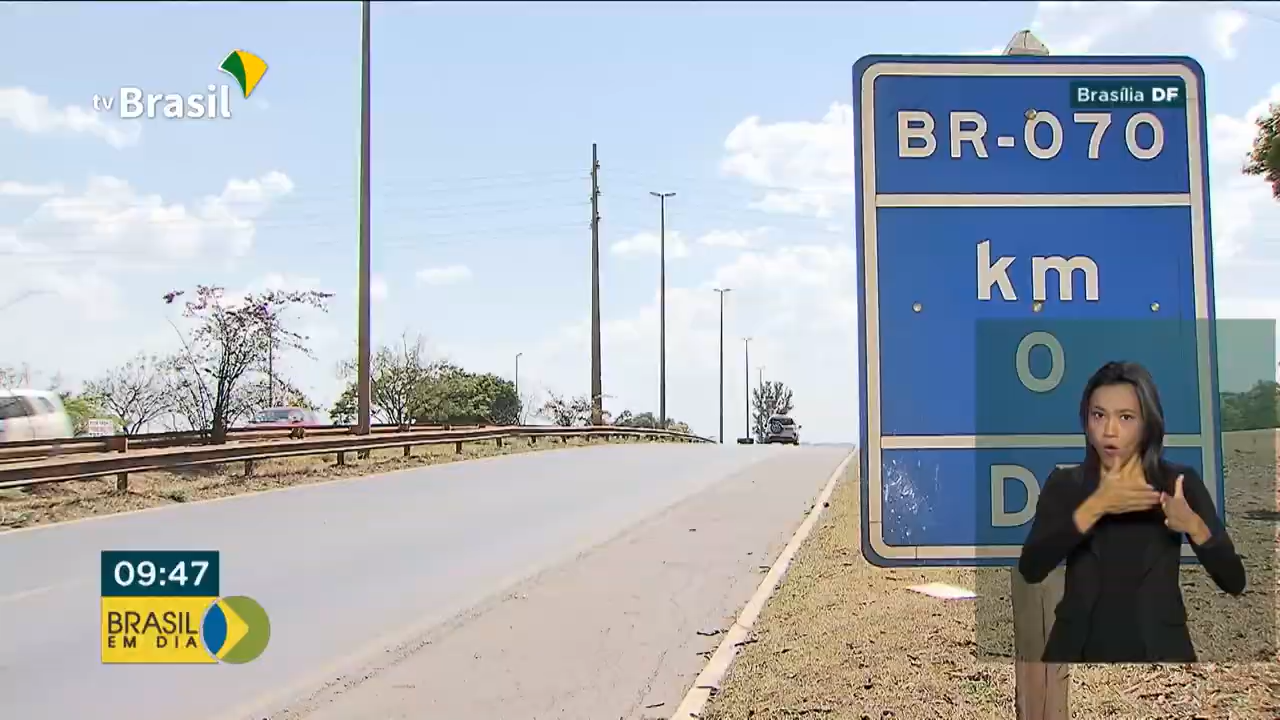 tv Brasil
Brasília DF
BR-070
km
0
09:47
BRASIL
EM DIA